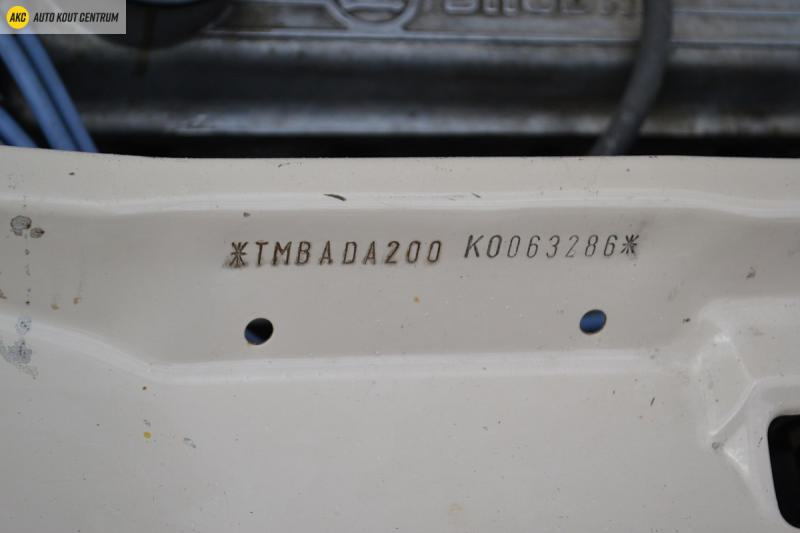 AKC AUTO KOUT CENTRUM
*TMBADA200 K0063286*